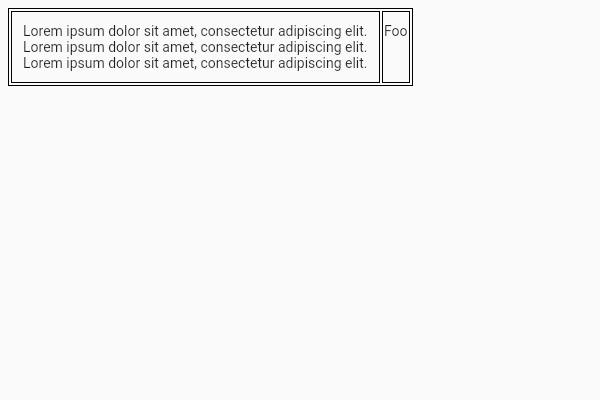 Lorem ipsum dolor sit amet, consectetur adipiscing elit. Foo
Lorem ipsum dolor sit amet, consectetur adipiscing elit.
Lorem ipsum dolor sit amet, consectetur adipiscing elit.